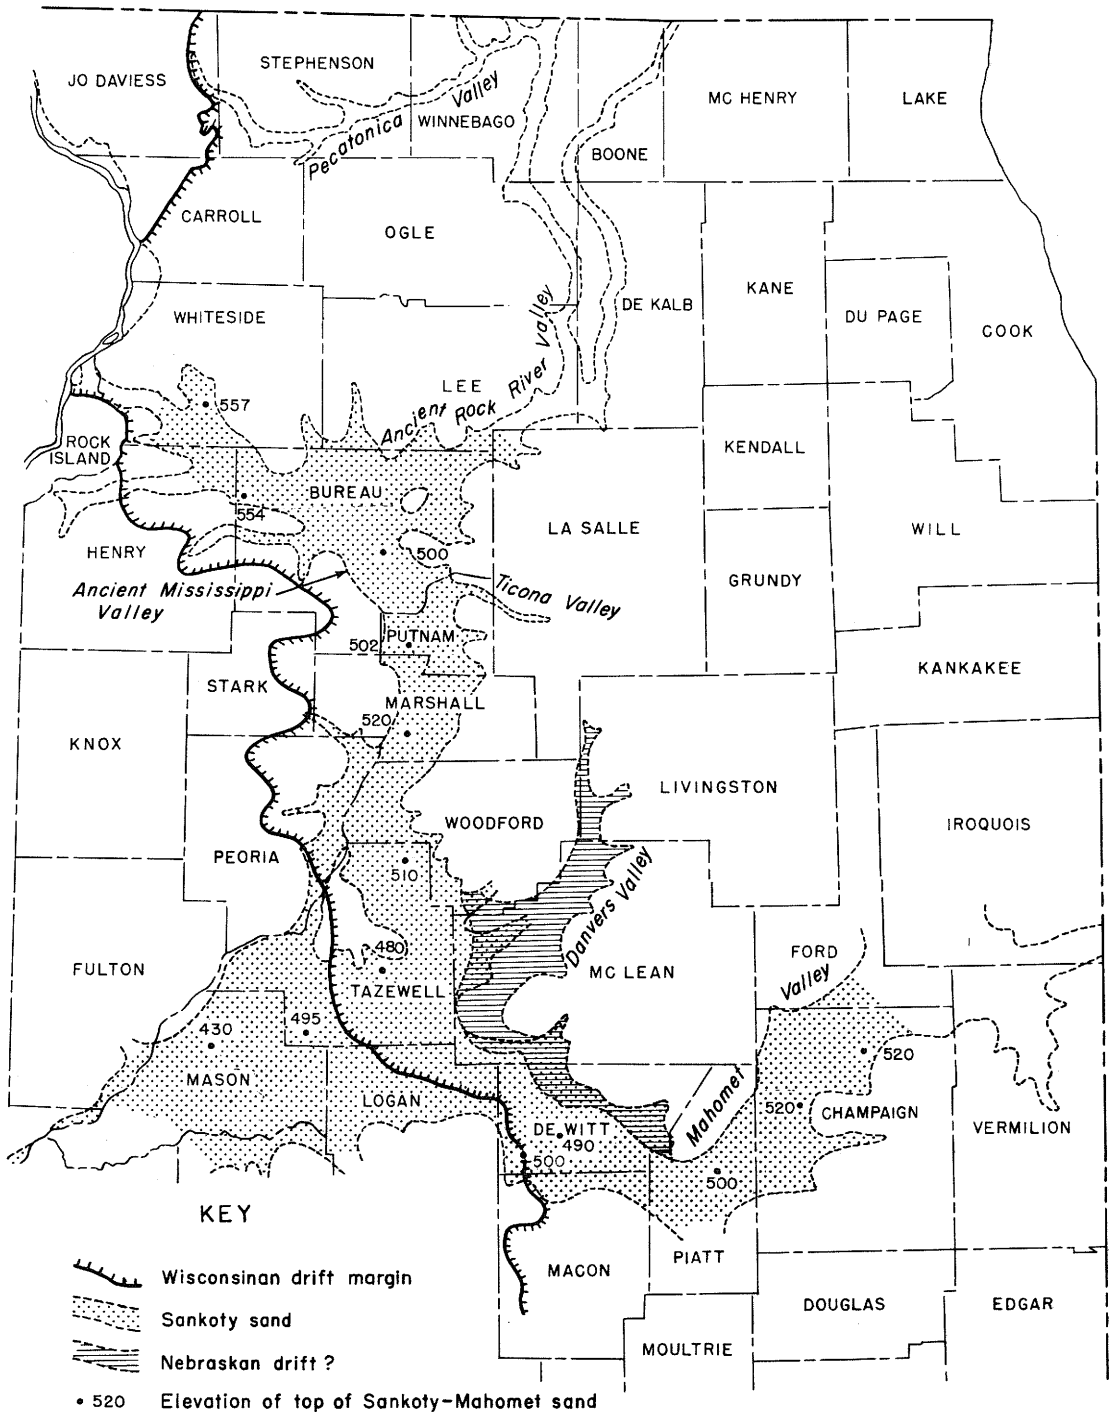 JO DAVIESS
STEPHENSON
Pecatonica Valley
WINNEBAGO
BOONE
MC HENRY
LAKE
CARROLL
OGLE
DE KALB
KANE
DU PAGE
COOK
WHITESIDE
LEE
Ancient Rock River Valley
557
ROCK
ISLAND
KENDALL
BUREAU
554
LA SALLE
WILL
HENRY
500
GRUNDY
Ancient Mississippi
Valley
Ticona Valley
502
PUTNAM
KANKAKEE
STARK
MARSHALL
520
KNOX
LIVINGSTON
WOODFORD
IROQUOIS
PEORIA
510
Danvers Valley
FULTON
480
TAZEWELL
MC LEAN
FORD
Mahomet Valley
430
495
520
MASON
LOGAN
520
CHAMPAIGN
VERMILION
DE WITT
490
500
500
KEY
PIATT
MACON
Wisconsinan drift margin
Sankoty sand
DOUGLAS
EDGAR
MOULTRIE
Nebraskan drift ?
520 Elevation of top of Sankoty-Mahomet sand